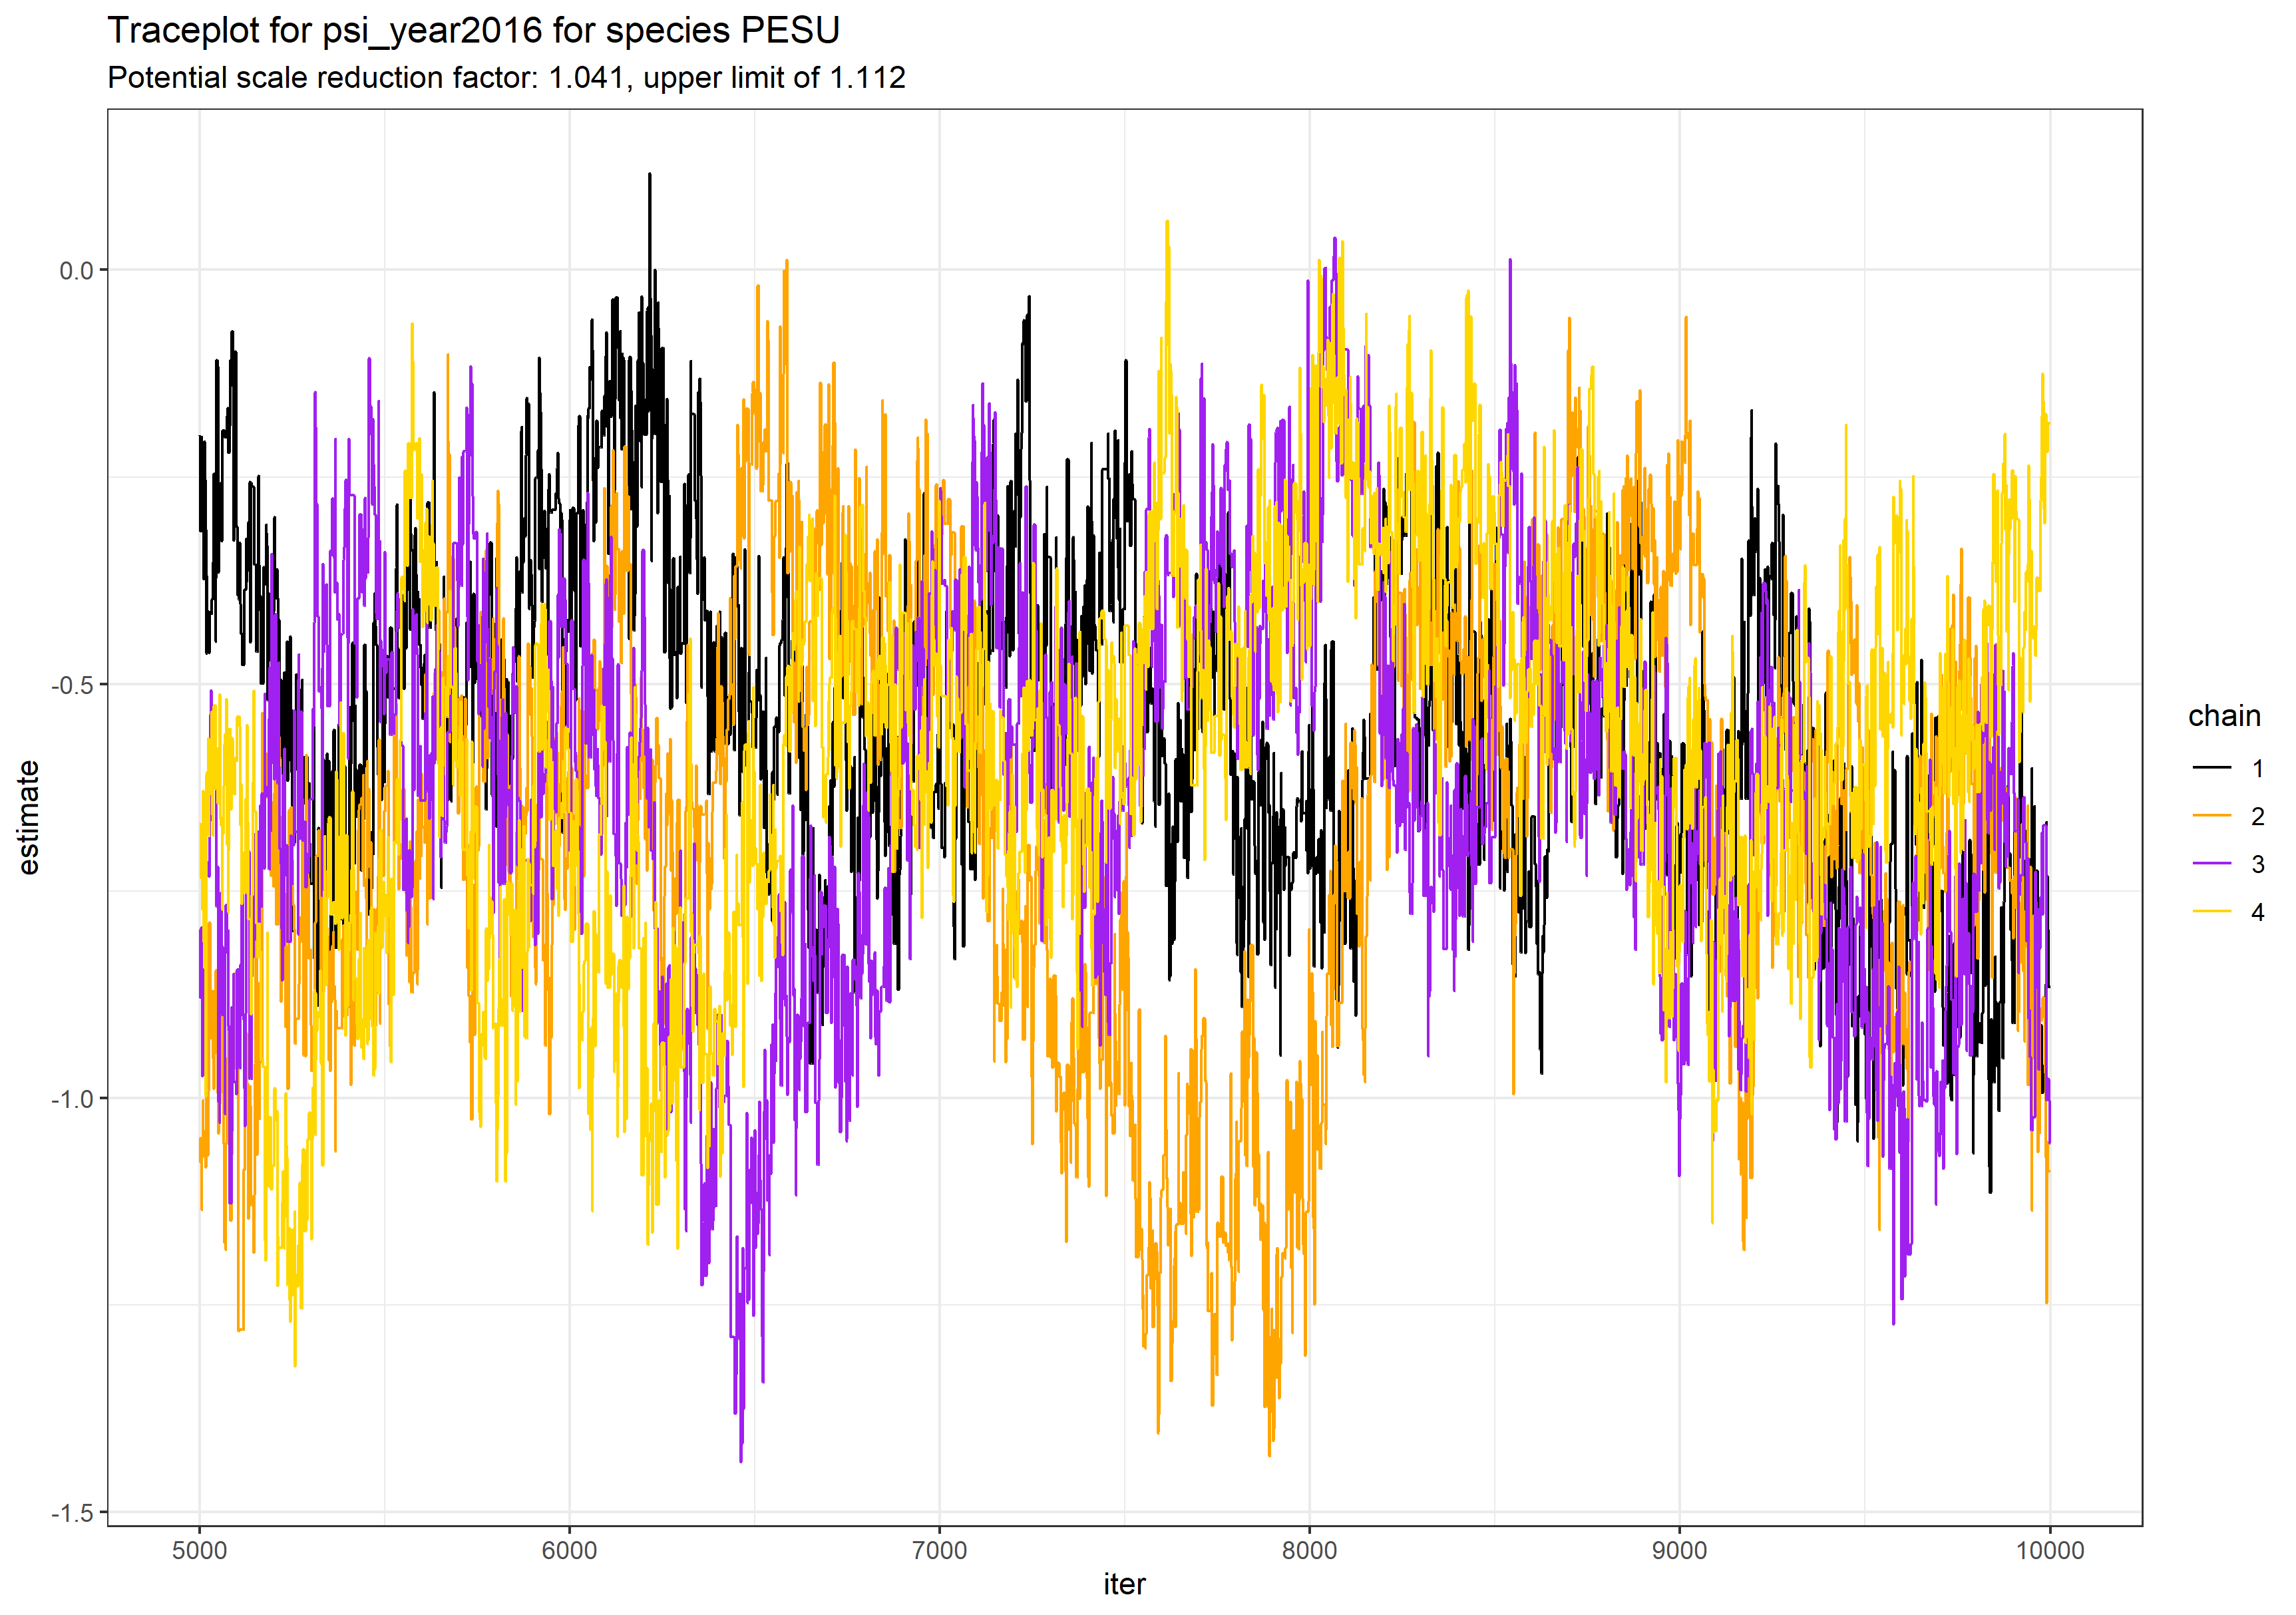 Traceplot for psi_year2016 for species PESU
Potential scale reduction factor: 1.041, upper limit of 1.112
0.0
-0.5
-1.0
-1.5
estimate
5000 6000 7000 8000 9000 10000
iter
chain
1
2
3
4